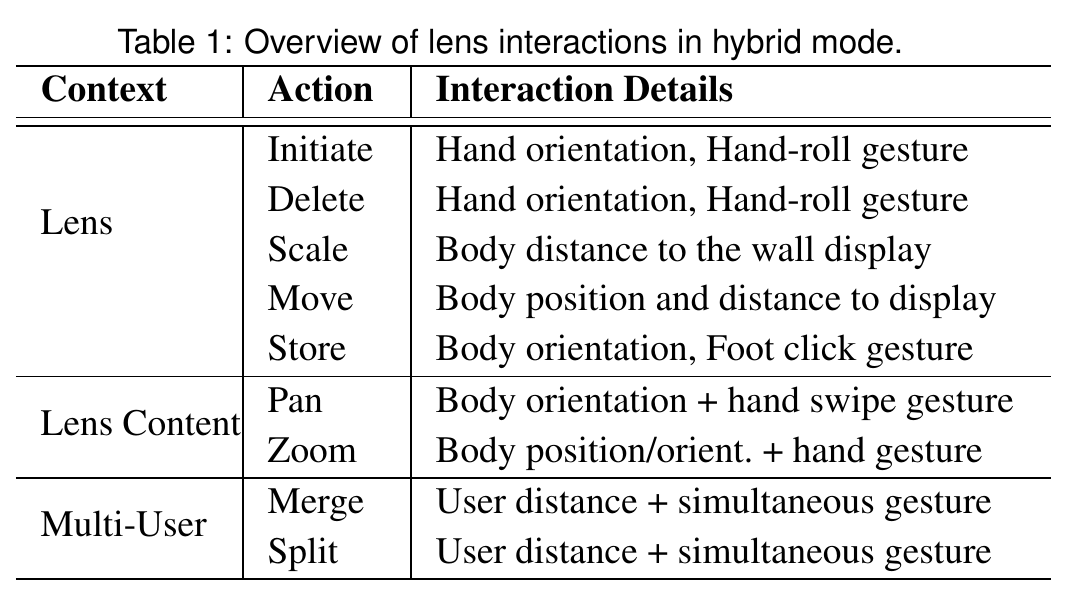 Table 1: Overview of lens interactions in hybrid mode.
Context Action Interaction Details
Lens
Initiate Hand orientation, Hand-roll gesture
Delete Hand orientation, Hand-roll gesture
Scale Body distance to the wall display
Move Body position and distance to display
Store Body orientation, Foot click gesture
Lens Content
Pan Body orientation + hand swipe gesture
Zoom Body position/orient. + hand gesture
Multi-User
Merge User distance + simultaneous gesture
Split User distance + simultaneous gesture